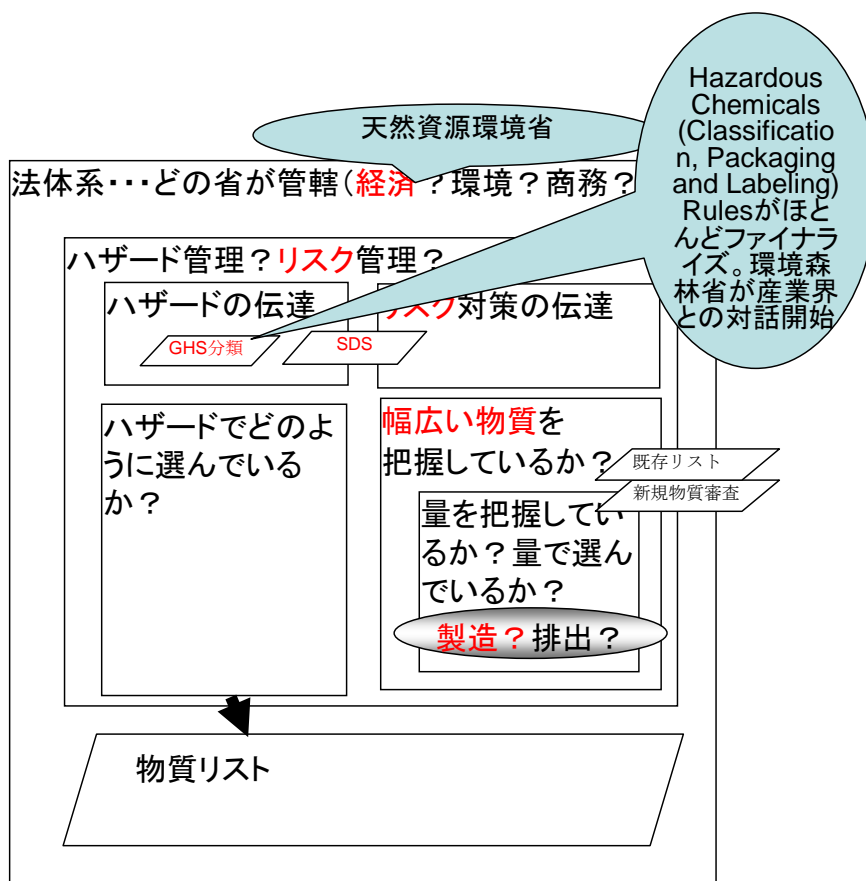 Hazardous
Chemicals
(Classificatio
n, Packaging
and Labeling)
Rulesがほと
んどファイナラ
イズ。環境森
林省が産業界
との対話開始
天然資源環境省
法体系・・・どの省が管轄(経済？環境？商務？
ハザード管理？リスク管理？
ハザードの伝達
リスク対策の伝達
GHS分類
SDS
ハザードでどのよ
うに選んでいる
か？
幅広い物質を
把握しているか？
既存リスト
新規物質審査
量を把握してい
るか？量で選ん
でいるか？
製造？排出？
物質リスト